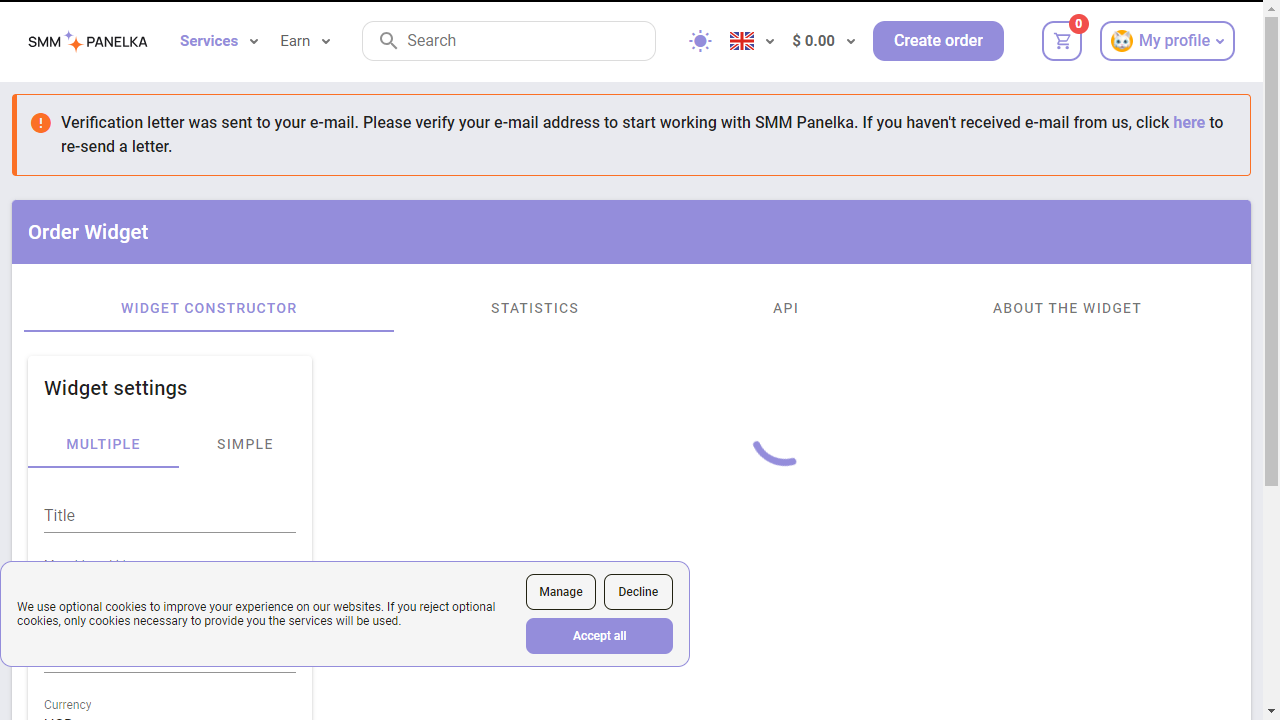 SMM PANELKA
Services
Earn
Search
$ 0.00
Create order
0
My profile
Verification letter was sent to your e-mail. Please verify your e-mail address to start working with SMM Panelka. If you haven't received e-mail from us, click here to
re-send a letter.
Order Widget
WIDGET CONSTRUCTOR
STATISTICS
API
ABOUT THE WIDGET
Widget settings
MULTIPLE
SIMPLE
Title
We use optional cookies to improve your experience on our websites. If you reject optional
cookies, only cookies necessary to provide you the services will be used.
Manage
Decline
Accept all
Currency